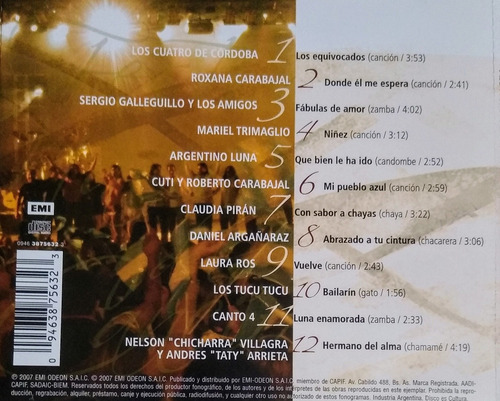 LOS CUATRO DE CÓRDOBA 1 Los equivocados (canción / 3:53)
ROXANA CARABAJAL 2 Donde él me espera (canción / 2:41)
SERGIO GALLEGUILLO Y LOS AMIGOS 3 Fábulas de amor (zamba / 4:02)
MARIEL TRIMAGLIO 4 Niñez (canción / 3:12)
ARGENTINO LUNA 5 Que bien le ha ido (candombe / 2:52)
CUTI Y ROBERTO CARABAJAL 6 Mi pueblo azul (canción / 2:59)
CLAUDIA PIRÁN 7 Con sabor a chayas (chaya / 3:22)
DANIEL ARGAÑARAZ 8 Abrazado a tu cintura (chacarera / 3:06)
LAURA ROS 9 Vuelve (canción / 2:43)
LOS TUCU TUCU 10 Bailarín (gato / 1:56)
CANTO 4 11 Luna enamorada (zamba / 2:33)
NELSON "CHICHARRA" VILLAGRA
Y ANDRES "TATY" ARRIETA 12 Hermano del alma (chamamé / 4:19)
EMI
COMPACT disc DIGITAL AUDIO
0946 3875632 3
0 94638 75632 3
℗ 2007 EMI ODEON S.A.I.C. © 2007 EMI ODEON S.A.I.C. Publicado y distribuido por EMI-ODEON S.A.I.C. miembro de CAPIF. Av. Cabildo 486, Bs. As. Marca Registrada. AADI-
CAPIF, SADAIC-BIEM. Reservados todos los derechos del productor fonográfico, de los autores y de los intérpretes de las obras reproducidas en este ejemplar. Prohibida la repro-
ducción, regrabación, alquiler, préstamo, canje y ejecución pública, radiodifusión, y cualquier otro uso no autorizado de estos fonogramas. Industria Argentina. Disco es Cultura